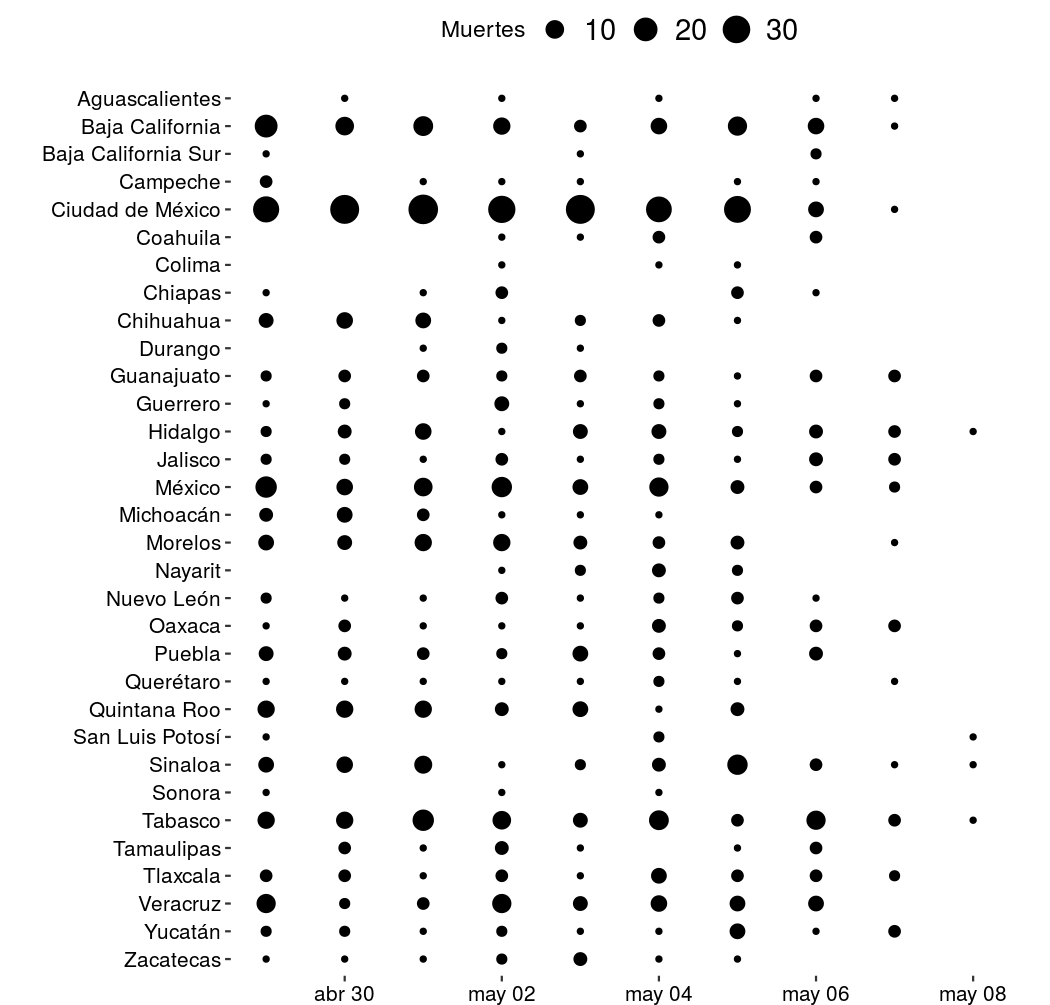 Muertes 10 20 30
Aguascalientes
Baja California
Baja California Sur
Campeche
Ciudad de México
Coahuila
Colima
Chiapas
Chihuahua
Durango
Guanajuato
Guerrero
Hidalgo
Jalisco
México
Michoacán
Morelos
Nayarit
Nuevo León
Oaxaca
Puebla
Querétaro
Quintana Roo
San Luis Potosí
Sinaloa
Sonora
Tabasco
Tamaulipas
Tlaxcala
Veracruz
Yucatán
Zacatecas
abr 30 may 02 may 04 may 06 may 08